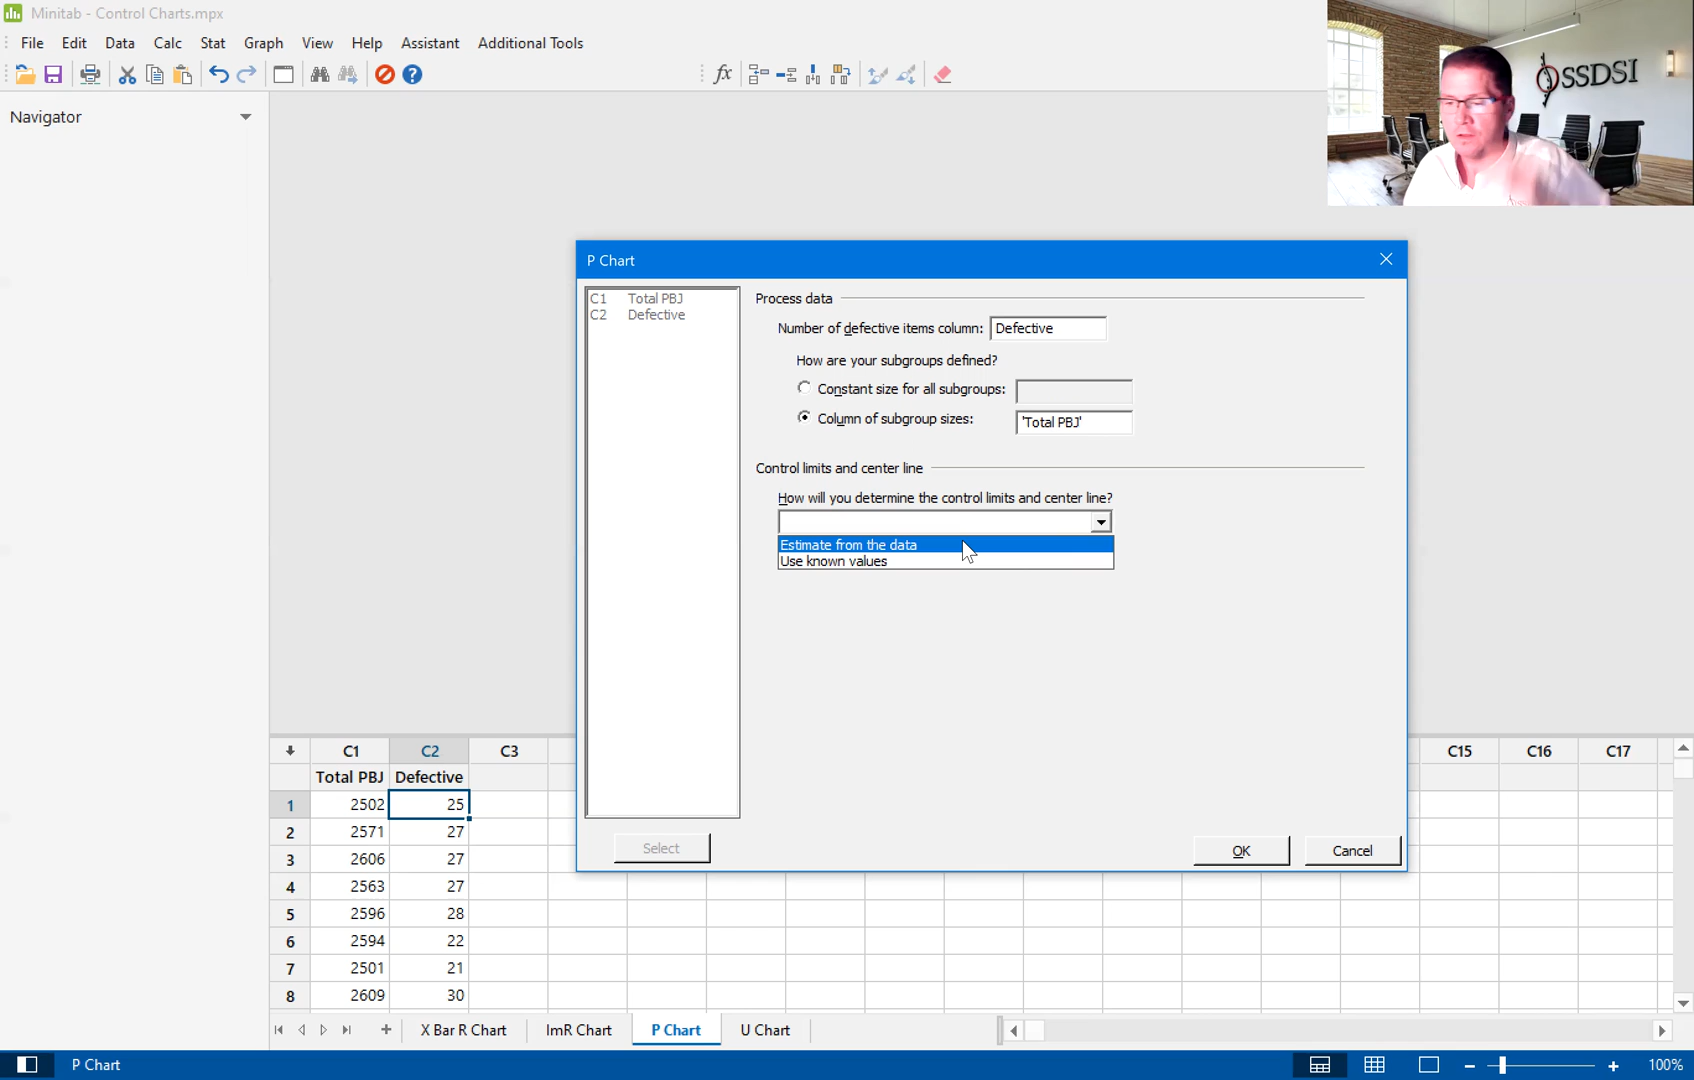 Minitab - Control Charts.mpx
File Edit Data Calc Stat Graph View Help Assistant Additional Tools
fx
SSDSI
Navigator
P Chart
C1 Total PBJ
C2 Defective
Process data
Number of defective items column: Defective
How are your subgroups defined?
Constant size for all subgroups:
Column of subgroup sizes: 'Total PBJ'
Control limits and center line
How will you determine the control limits and center line?
Estimate from the data
Use known values
Select OK Cancel
C1 C2 C3 C15 C16 C17
Total PBJ Defective
1 2502 25
2 2571 27
3 2606 27
4 2563 27
5 2596 28
6 2594 22
7 2501 21
8 2609 30
+ X Bar R Chart ImR Chart P Chart U Chart
P Chart 100%